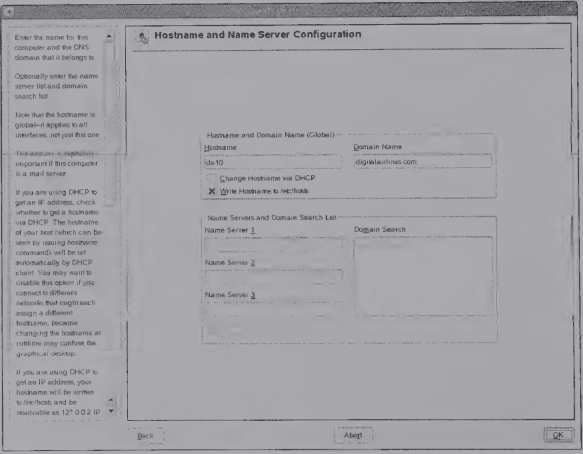 Enter the name for this
computer and the DNS
domain that it belongs to
Optionally enter the name
server list and domain
search list
Note that the hostname is
global--it applies to all
interfaces, not just this one
important if this computer
is a mail server
If you are using DHCP to
get an IP address, check
whether to get a hostname
via DHCP. The hostname
of your host (which can be
seen by issuing hostname
command) will be set
automatically by DHCP
client. You may want to
disable this option if you
connect to different
networks that might each
assign a different
hostname, because
changing the hostname at
runtime may confuse the
graphical desktop
If you are using DHCP to
get an IP address, your
hostname will be written
to /etc/hosts and be
resolvable as 127.0.0.2 IP
Hostname and Name Server Configuration
Hostname and Domain Name (Global)
Hostname
Domain Name
da10
digitalairlines.com
Change Hostname via DHCP
Write Hostname to /etc/hosts
Name Servers and Domain Search List
Name Server 1
Domain Search
Name Server 2
Name Server 3
Back
Abort
OK